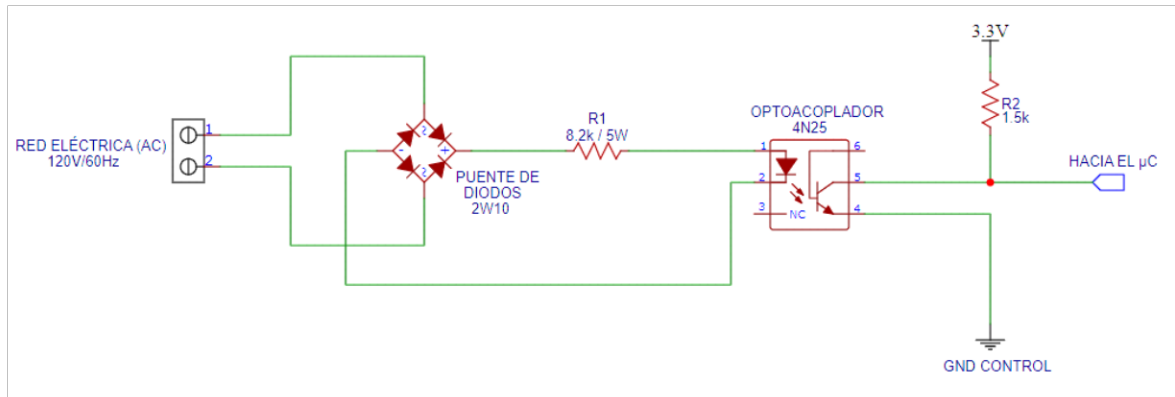 3.3V
R2
1.5k
OPTOACOPLADOR
4N25
R1
8.2k / 5W
RED ELÉCTRICA (AC)
120V/60Hz
1
2
~
-
+
~
PUENTE DE
DIODOS
2W10
1
2
3
NC
6
5
4
HACIA EL µC
GND CONTROL